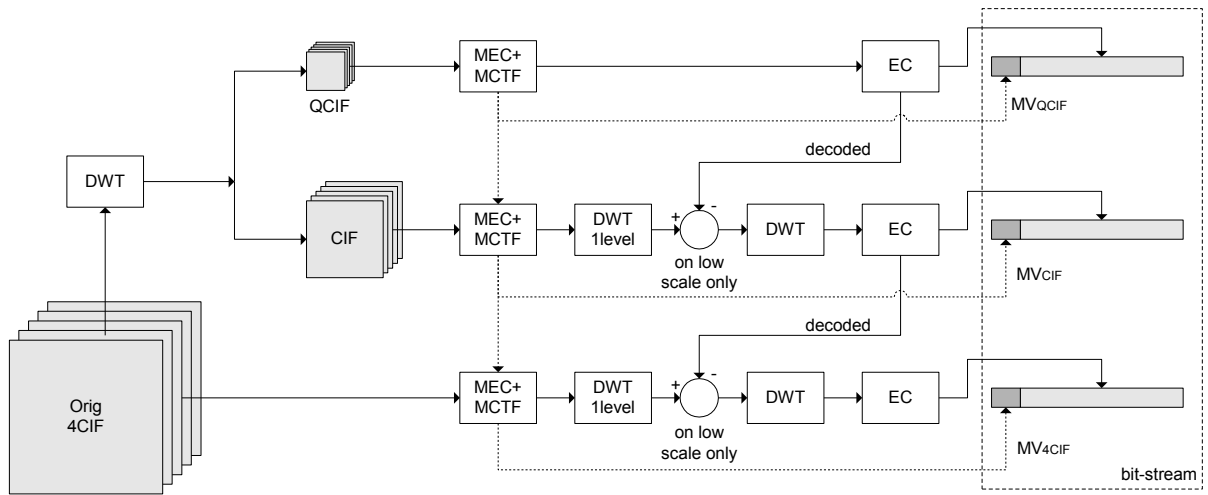 MEC+
MCTF
EC
QCIF
MVQCIF
decoded
DWT
CIF
MEC+
MCTF
DWT
1level
+
-
DWT
EC
on low
scale only
MVCIF
decoded
Orig
4CIF
MEC+
MCTF
DWT
1level
+
-
DWT
EC
on low
scale only
MV4CIF
bit-stream